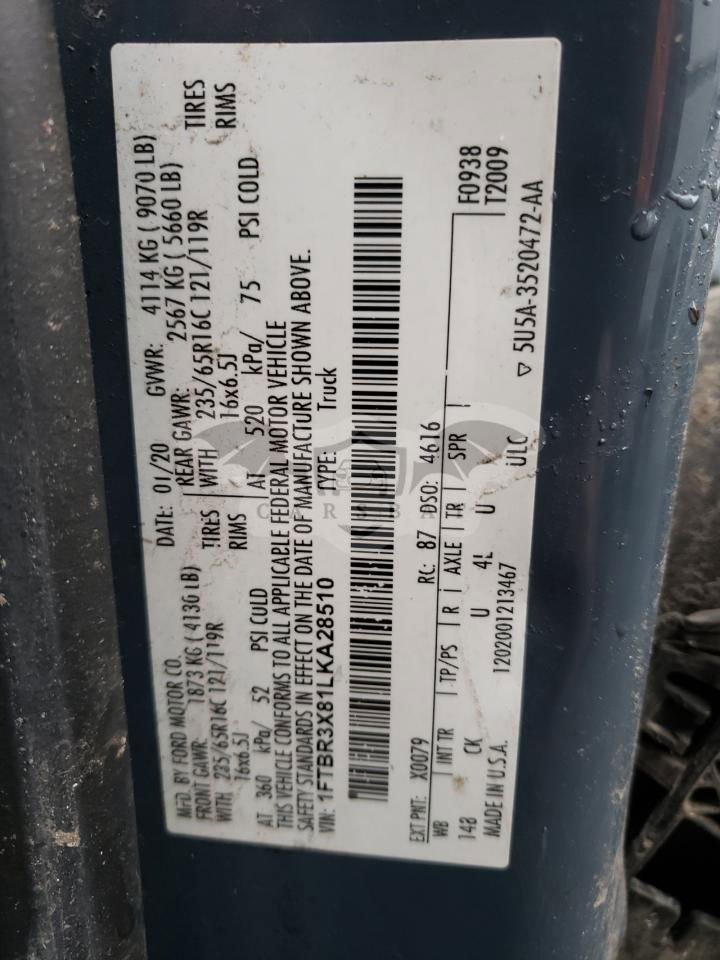 MFD. BY FORD MOTOR CO. DATE: 01/20 GVWR: 4114 KG ( 9070 LB)
FRONT GAWR: 1873 KG ( 4130 LB) REAR GAWR: 2567 KG ( 5660 LB)
WITH 235/65R16C 121/119R TIRES WITH 235/65R16C 121/119R TIRES
16x6.5J RIMS 16x6.5J RIMS
AT 360 kPa/ 52 PSI COLD AT 520 kPa/ 75 PSI COLD
THIS VEHICLE CONFORMS TO ALL APPLICABLE FEDERAL MOTOR VEHICLE
SAFETY STANDARDS IN EFFECT ON THE DATE OF MANUFACTURE SHOWN ABOVE.
VIN: 1FTBR3X81LKA28510 TYPE: Truck
EXT PNT: X0079 RC: 87 DSO: 4616 F0938
WB INT TR TP/PS R AXLE TR SPR T2009
148 CK U 4L U
MADE IN U.S.A. 1202001213467 ULC ▽ 5U5A-3520472-AA
CARSBAT